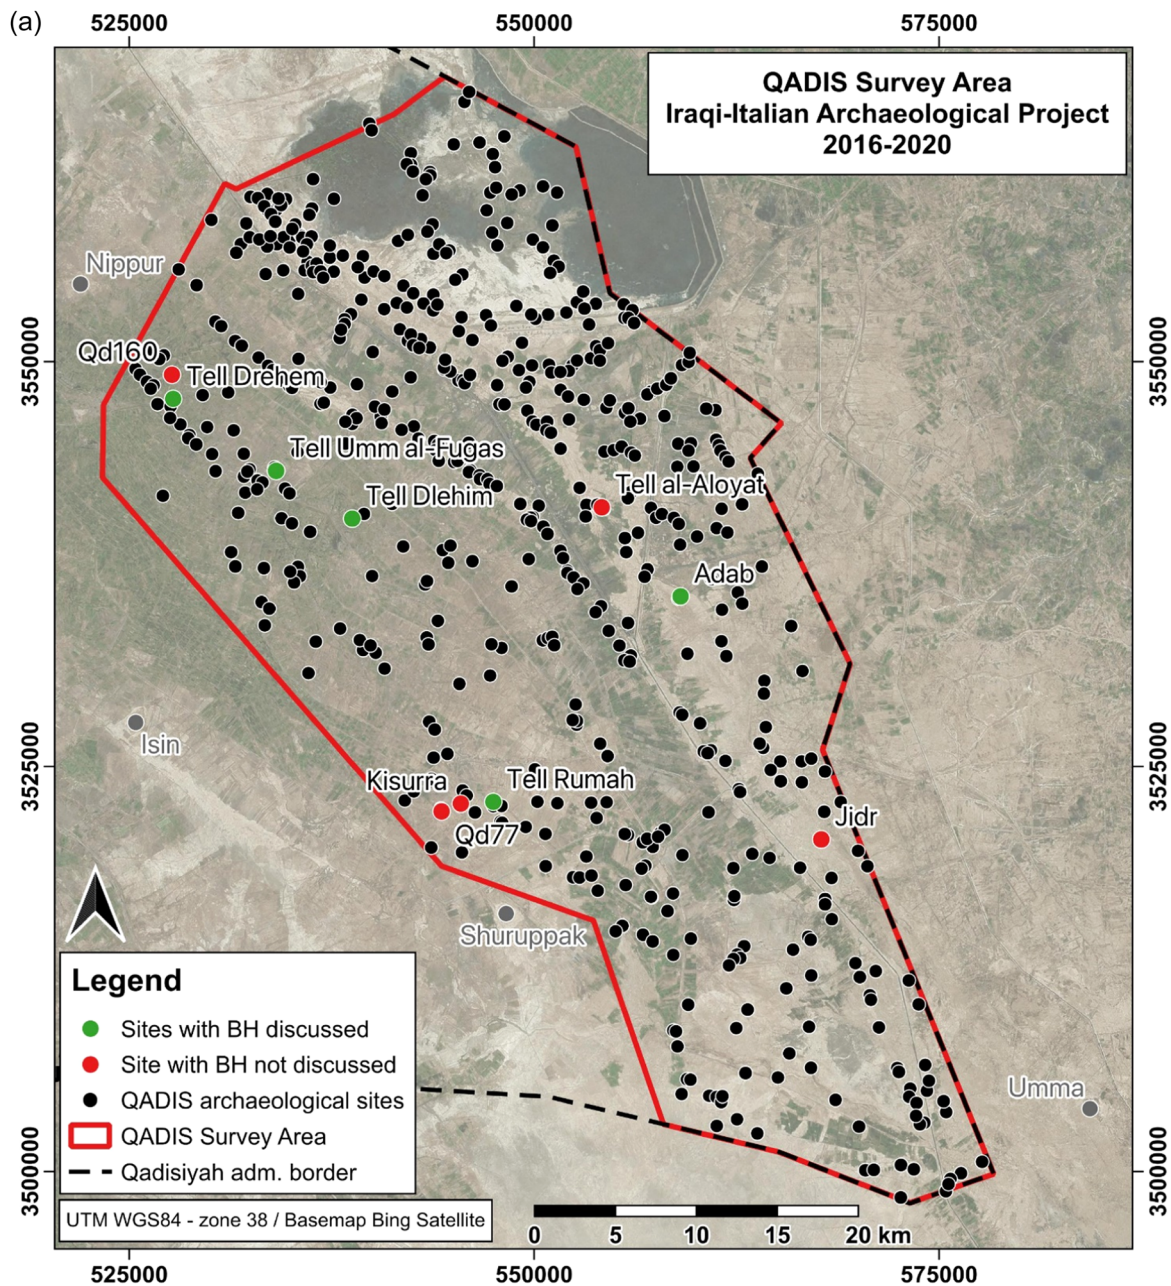 (a)
525000
550000
575000
QADIS Survey Area
Iraqi-Italian Archaeological Project
2016-2020
Nippur
3550000
3550000
Qd160
Tell Drehem
Tell Umm al-Fugas
Tell Dlehim
Tell al-Aloyat
Adab
Isin
3525000
3525000
Kisurra
Tell Rumah
Qd77
Jidr
Shuruppak
Umma
Legend
Sites with BH discussed
Site with BH not discussed
QADIS archaeological sites
QADIS Survey Area
Qadisiyah adm. border
3500000
3500000
UTM WGS84 - zone 38 / Basemap Bing Satellite
0 5 10 15 20 km
525000
550000
575000